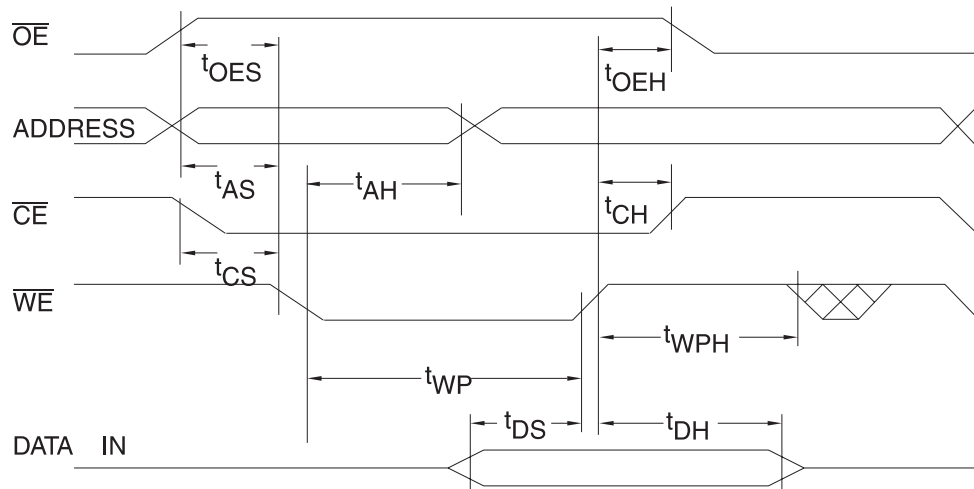 OE
tOES
tOEH
ADDRESS
tAS
tAH
CE
tCH
tCS
WE
tWPH
tWP
tDS
tDH
DATA IN